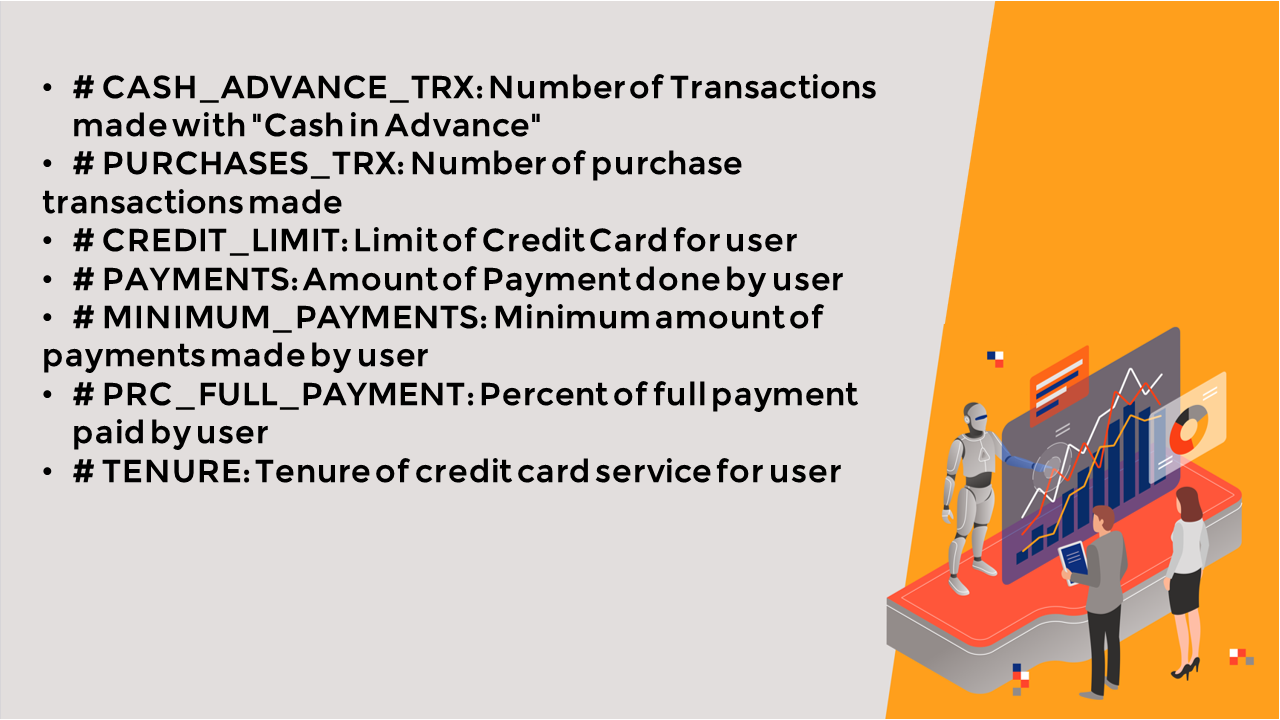 • # CASH_ADVANCE_TRX: Number of Transactions
made with "Cash in Advance"
• # PURCHASES_TRX: Number of purchase
transactions made
• # CREDIT_LIMIT: Limit of Credit Card for user
• # PAYMENTS: Amount of Payment done by user
• # MINIMUM_PAYMENTS: Minimum amount of
payments made by user
• # PRC_FULL_PAYMENT: Percent of full payment
paid by user
• # TENURE: Tenure of credit card service for user